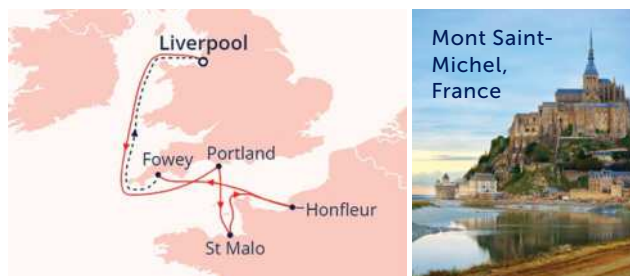 Liverpool
Fowey
Portland
Honfleur
St Malo
Mont Saint-
Michel,
France